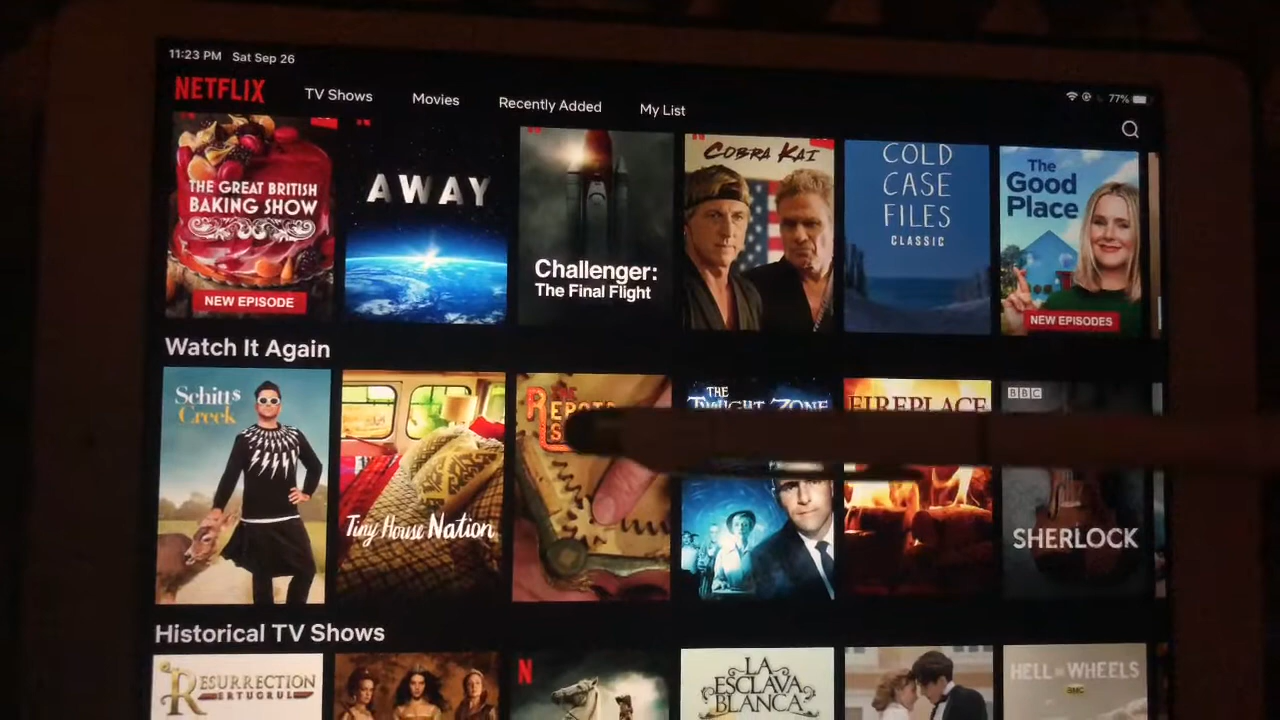 11:23 PM Sat Sep 26
77%
NETFLIX
TV Shows
Movies
Recently Added
My List
THE GREAT BRITISH
BAKING SHOW
NEW EPISODE
AWAY
Challenger:
The Final Flight
COBRA KAI
COLD
CASE
FILES
CLASSIC
The
Good
Place
NEW EPISODES
Watch It Again
Schitt$
Creek
Tiny House Nation
THE
TWILIGHT ZONE
FIREPLACE
BBC
SHERLOCK
Historical TV Shows
RESURRECTION
ERTUGRUL
N
LA
ESCLAVA
BLANCA
HELL ON WHEELS
AMC